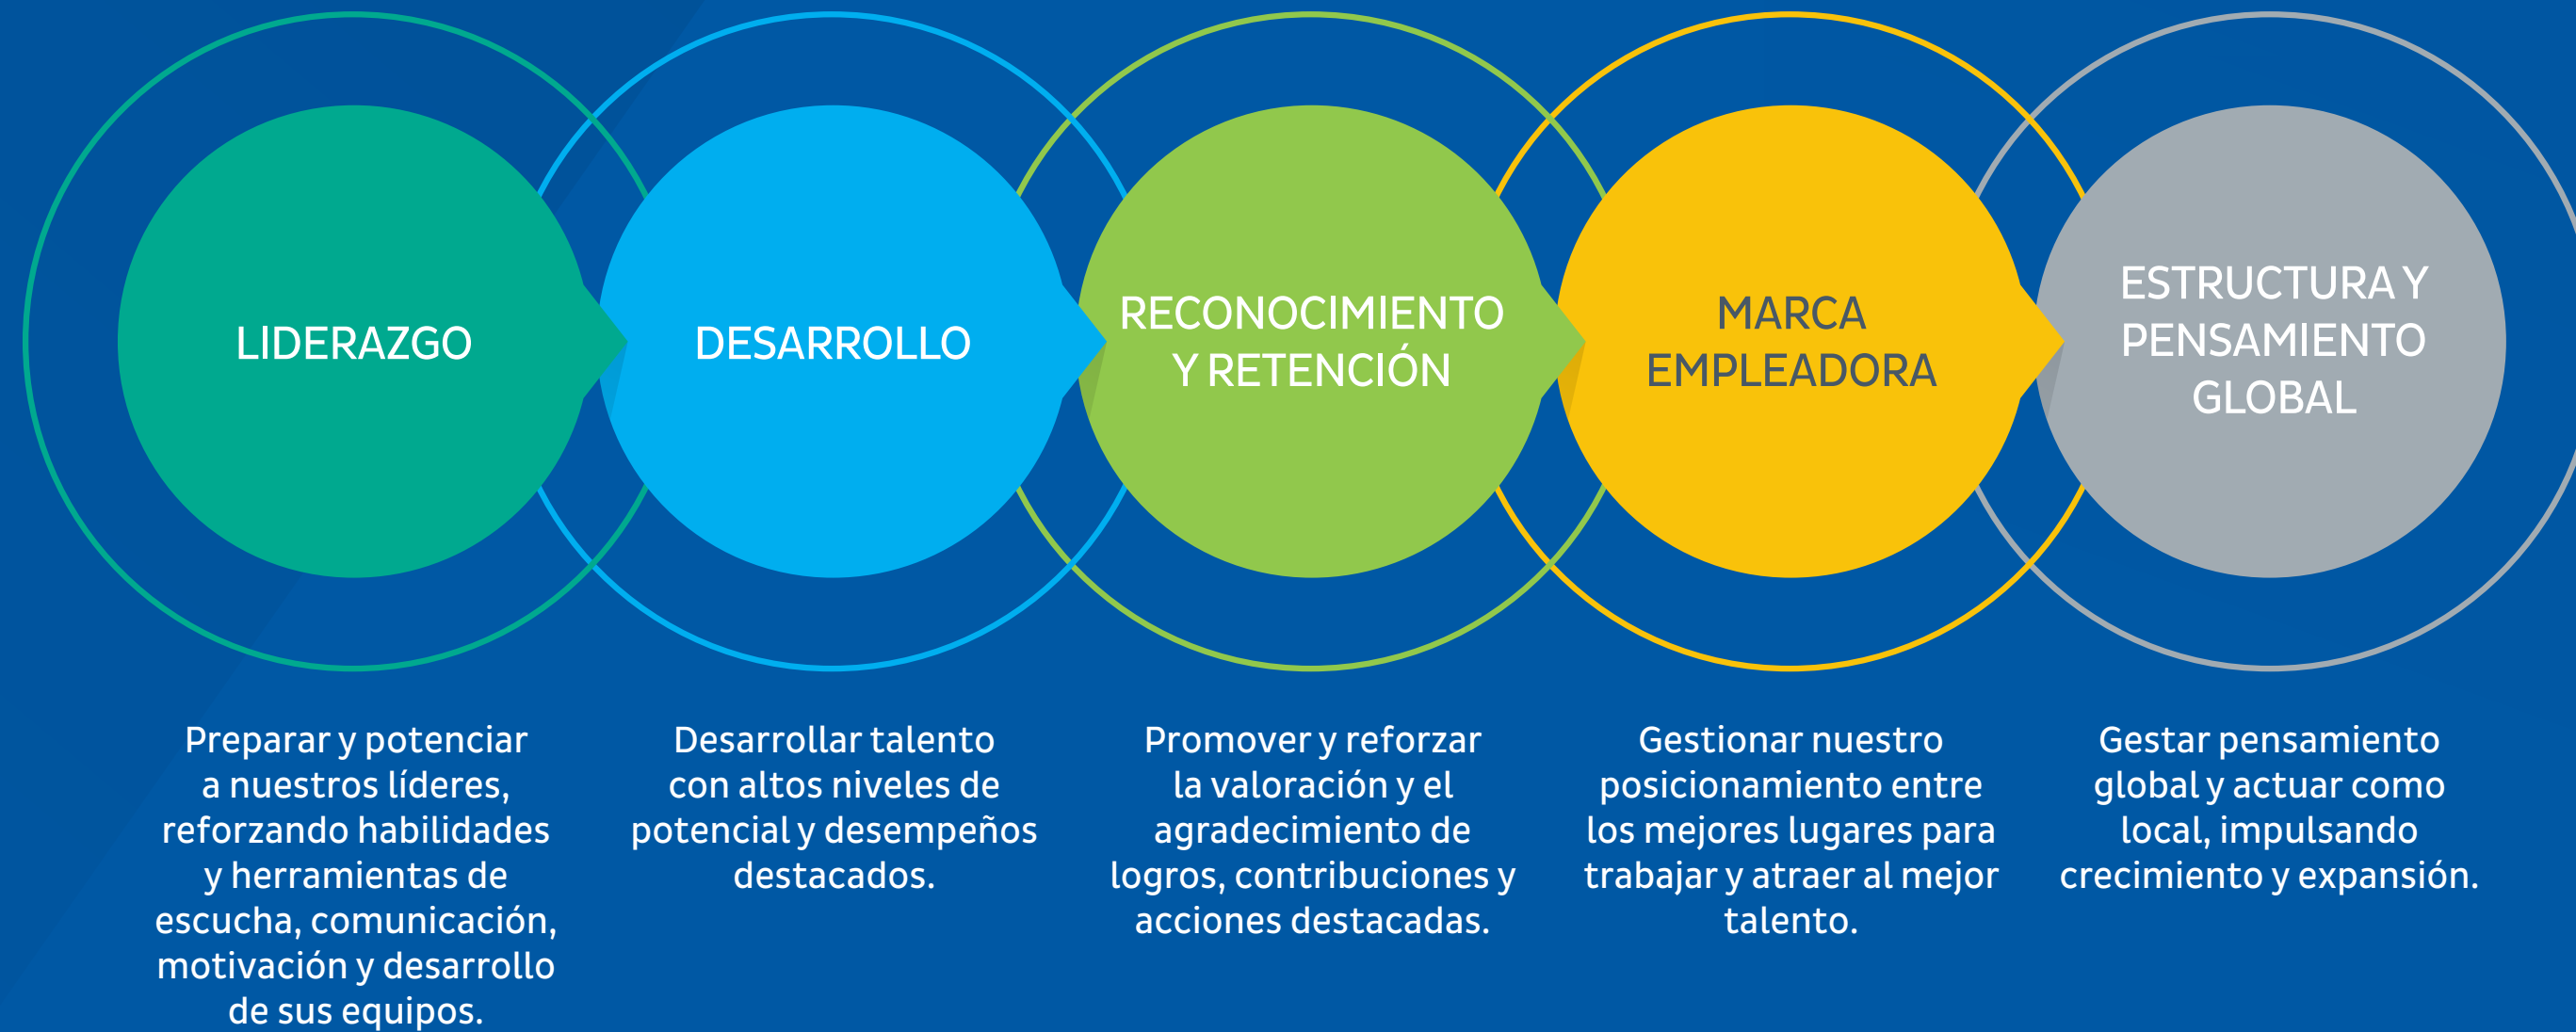 LIDERAZGO
DESARROLLO
RECONOCIMIENTO
Y RETENCIÓN
MARCA
EMPLEADORA
ESTRUCTURA Y
PENSAMIENTO
GLOBAL
Preparar y potenciar
a nuestros líderes,
reforzando habilidades
y herramientas de
escucha, comunicación,
motivación y desarrollo
de sus equipos.
Desarrollar talento
con altos niveles de
potencial y desempeños
destacados.
Promover y reforzar
la valoración y el
agradecimiento de
logros, contribuciones y
acciones destacadas.
Gestionar nuestro
posicionamiento entre
los mejores lugares para
trabajar y atraer al mejor
talento.
Gestar pensamiento
global y actuar como
local, impulsando
crecimiento y expansión.